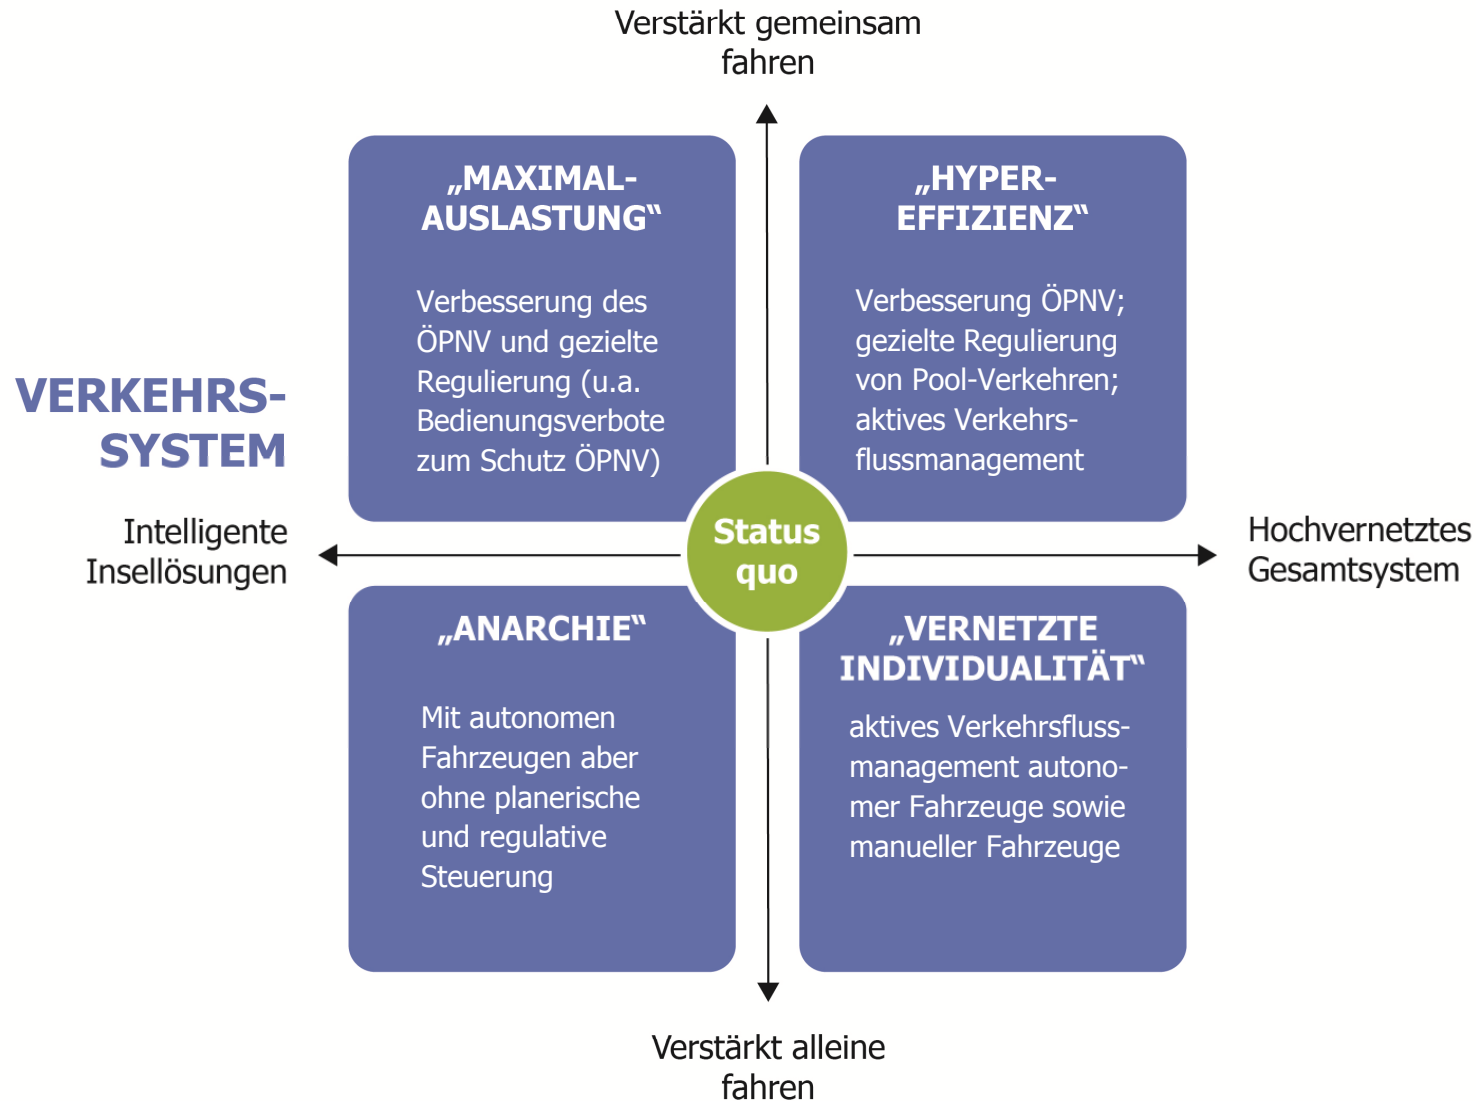 Verstärkt gemeinsam
fahren
„MAXIMAL-
AUSLASTUNG“
Verbesserung des
ÖPNV und gezielte
Regulierung (u.a.
Bedienungsverbote
zum Schutz ÖPNV)
„HYPER-
EFFIZIENZ“
Verbesserung ÖPNV;
gezielte Regulierung
von Pool-Verkehren;
aktives Verkehrs-
flussmanagement
VERKEHRS-
SYSTEM
Intelligente
Insellösungen
Status
quo
Hochvernetztes
Gesamtsystem
„ANARCHIE“
Mit autonomen
Fahrzeugen aber
ohne planerische
und regulative
Steuerung
„VERNETZTE
INDIVIDUALITÄT“
aktives Verkehrsfluss-
management autono-
mer Fahrzeuge sowie
manueller Fahrzeuge
Verstärkt alleine
fahren